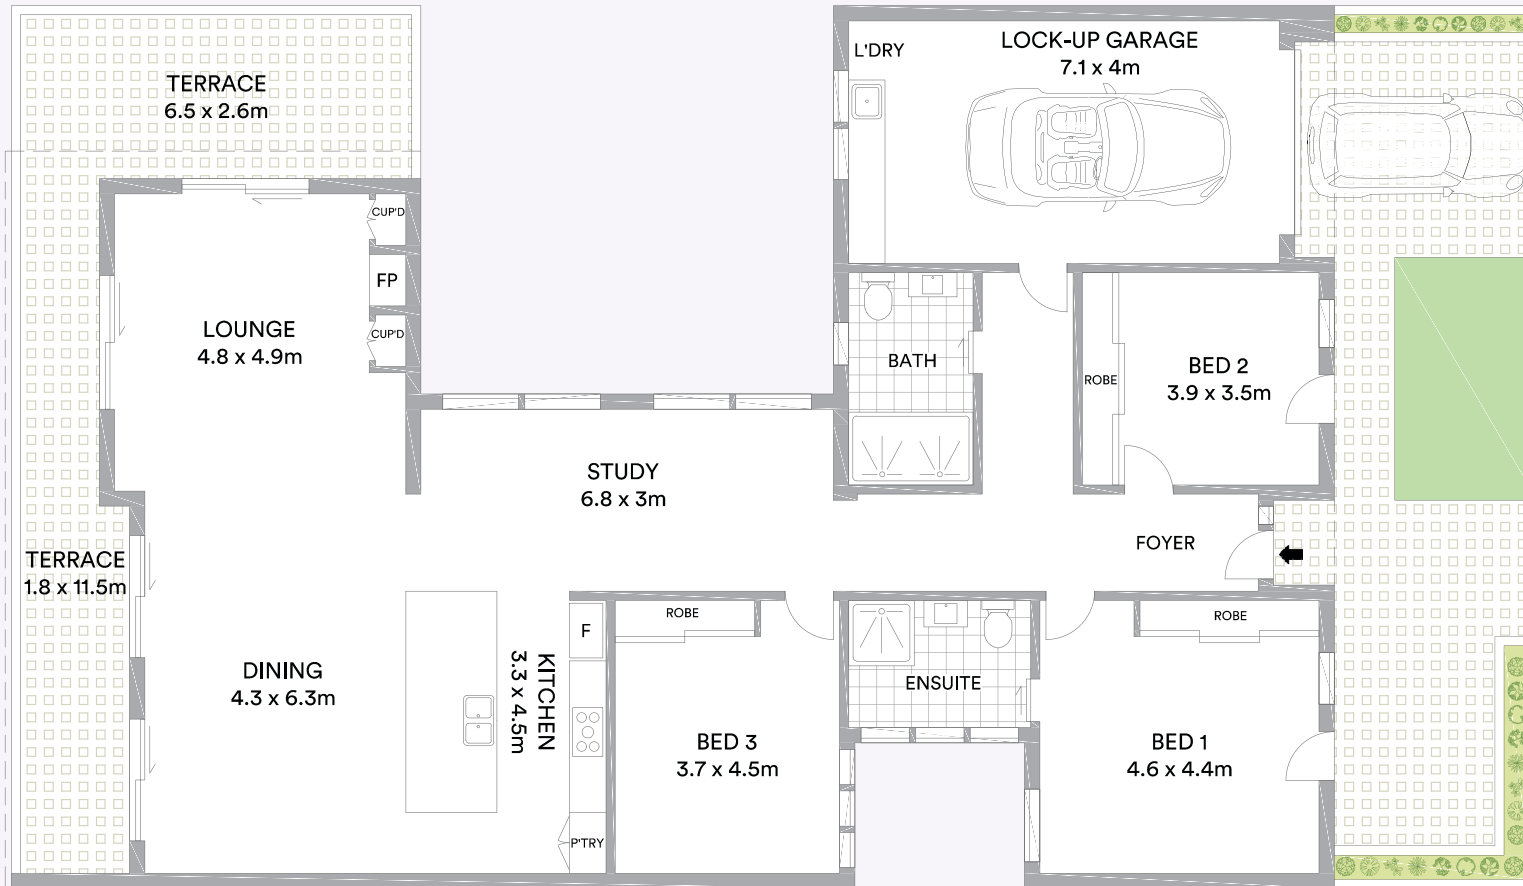 TERRACE
6.5 x 2.6m
L'DRY
LOCK-UP GARAGE
7.1 x 4m
CUP'D
FP
CUP'D
LOUNGE
4.8 x 4.9m
BATH
ROBE
BED 2
3.9 x 3.5m
STUDY
6.8 x 3m
FOYER
TERRACE
1.8 x 11.5m
DINING
4.3 x 6.3m
KITCHEN
3.3 x 4.5m
F
P'TRY
ROBE
BED 3
3.7 x 4.5m
ENSUITE
ROBE
BED 1
4.6 x 4.4m